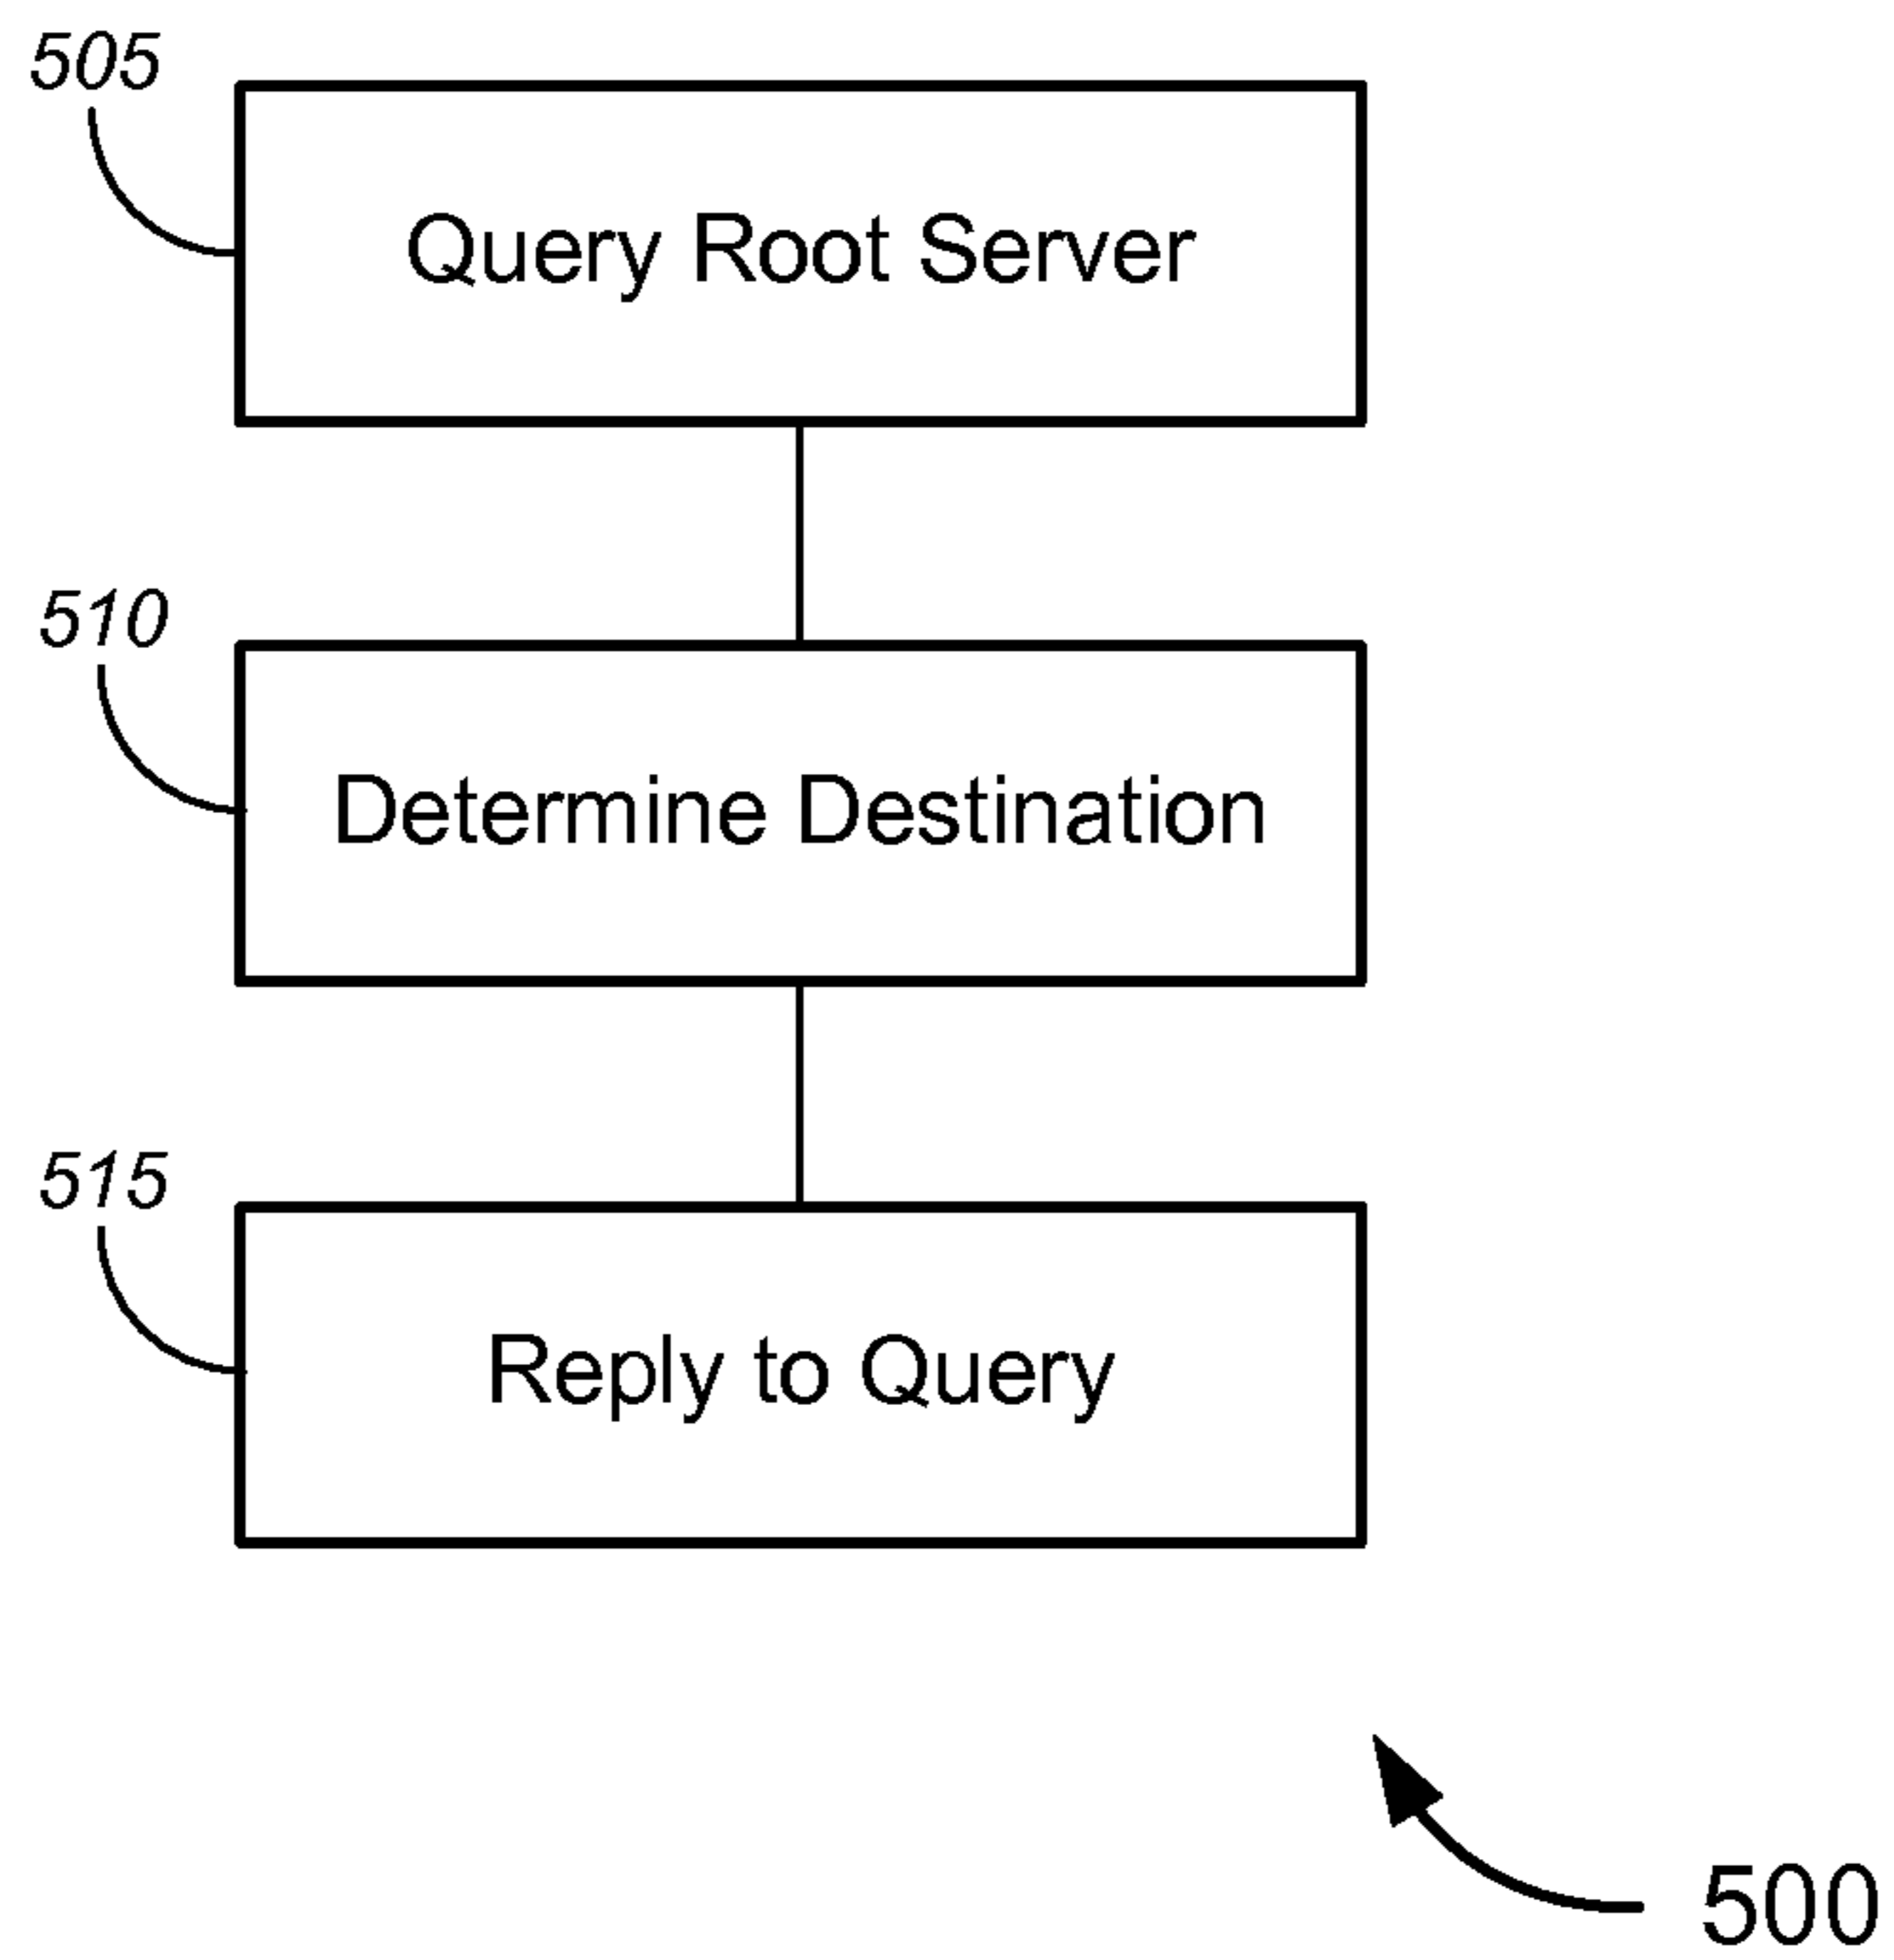 505
Query Root Server
510
Determine Destination
515
Reply to Query
500